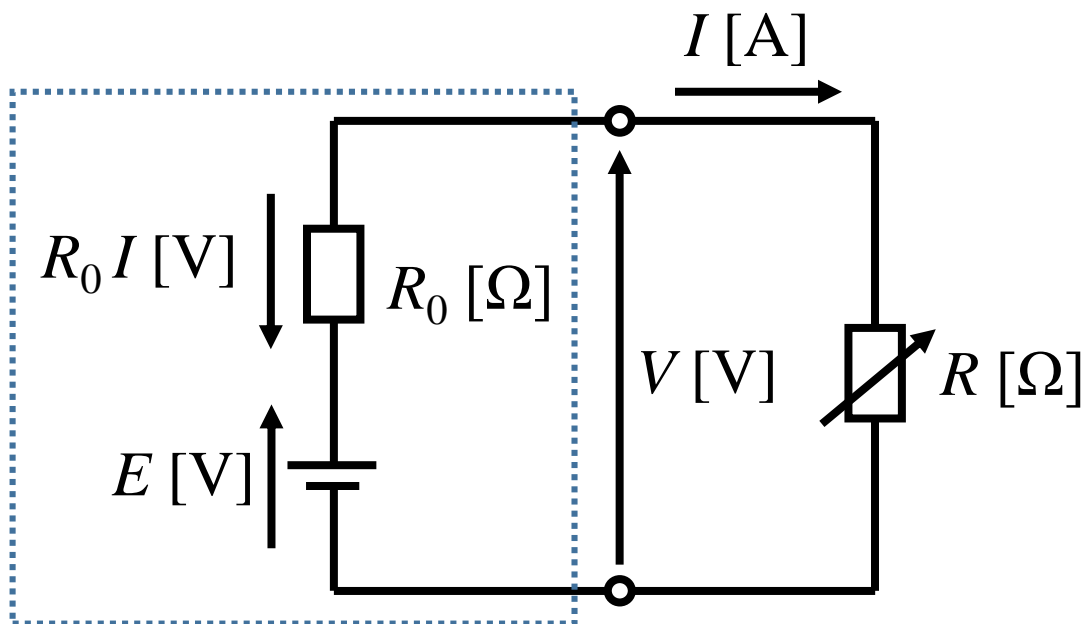 I [A]
R₀ I [V]
R₀ [Ω]
V [V]
R [Ω]
E [V]